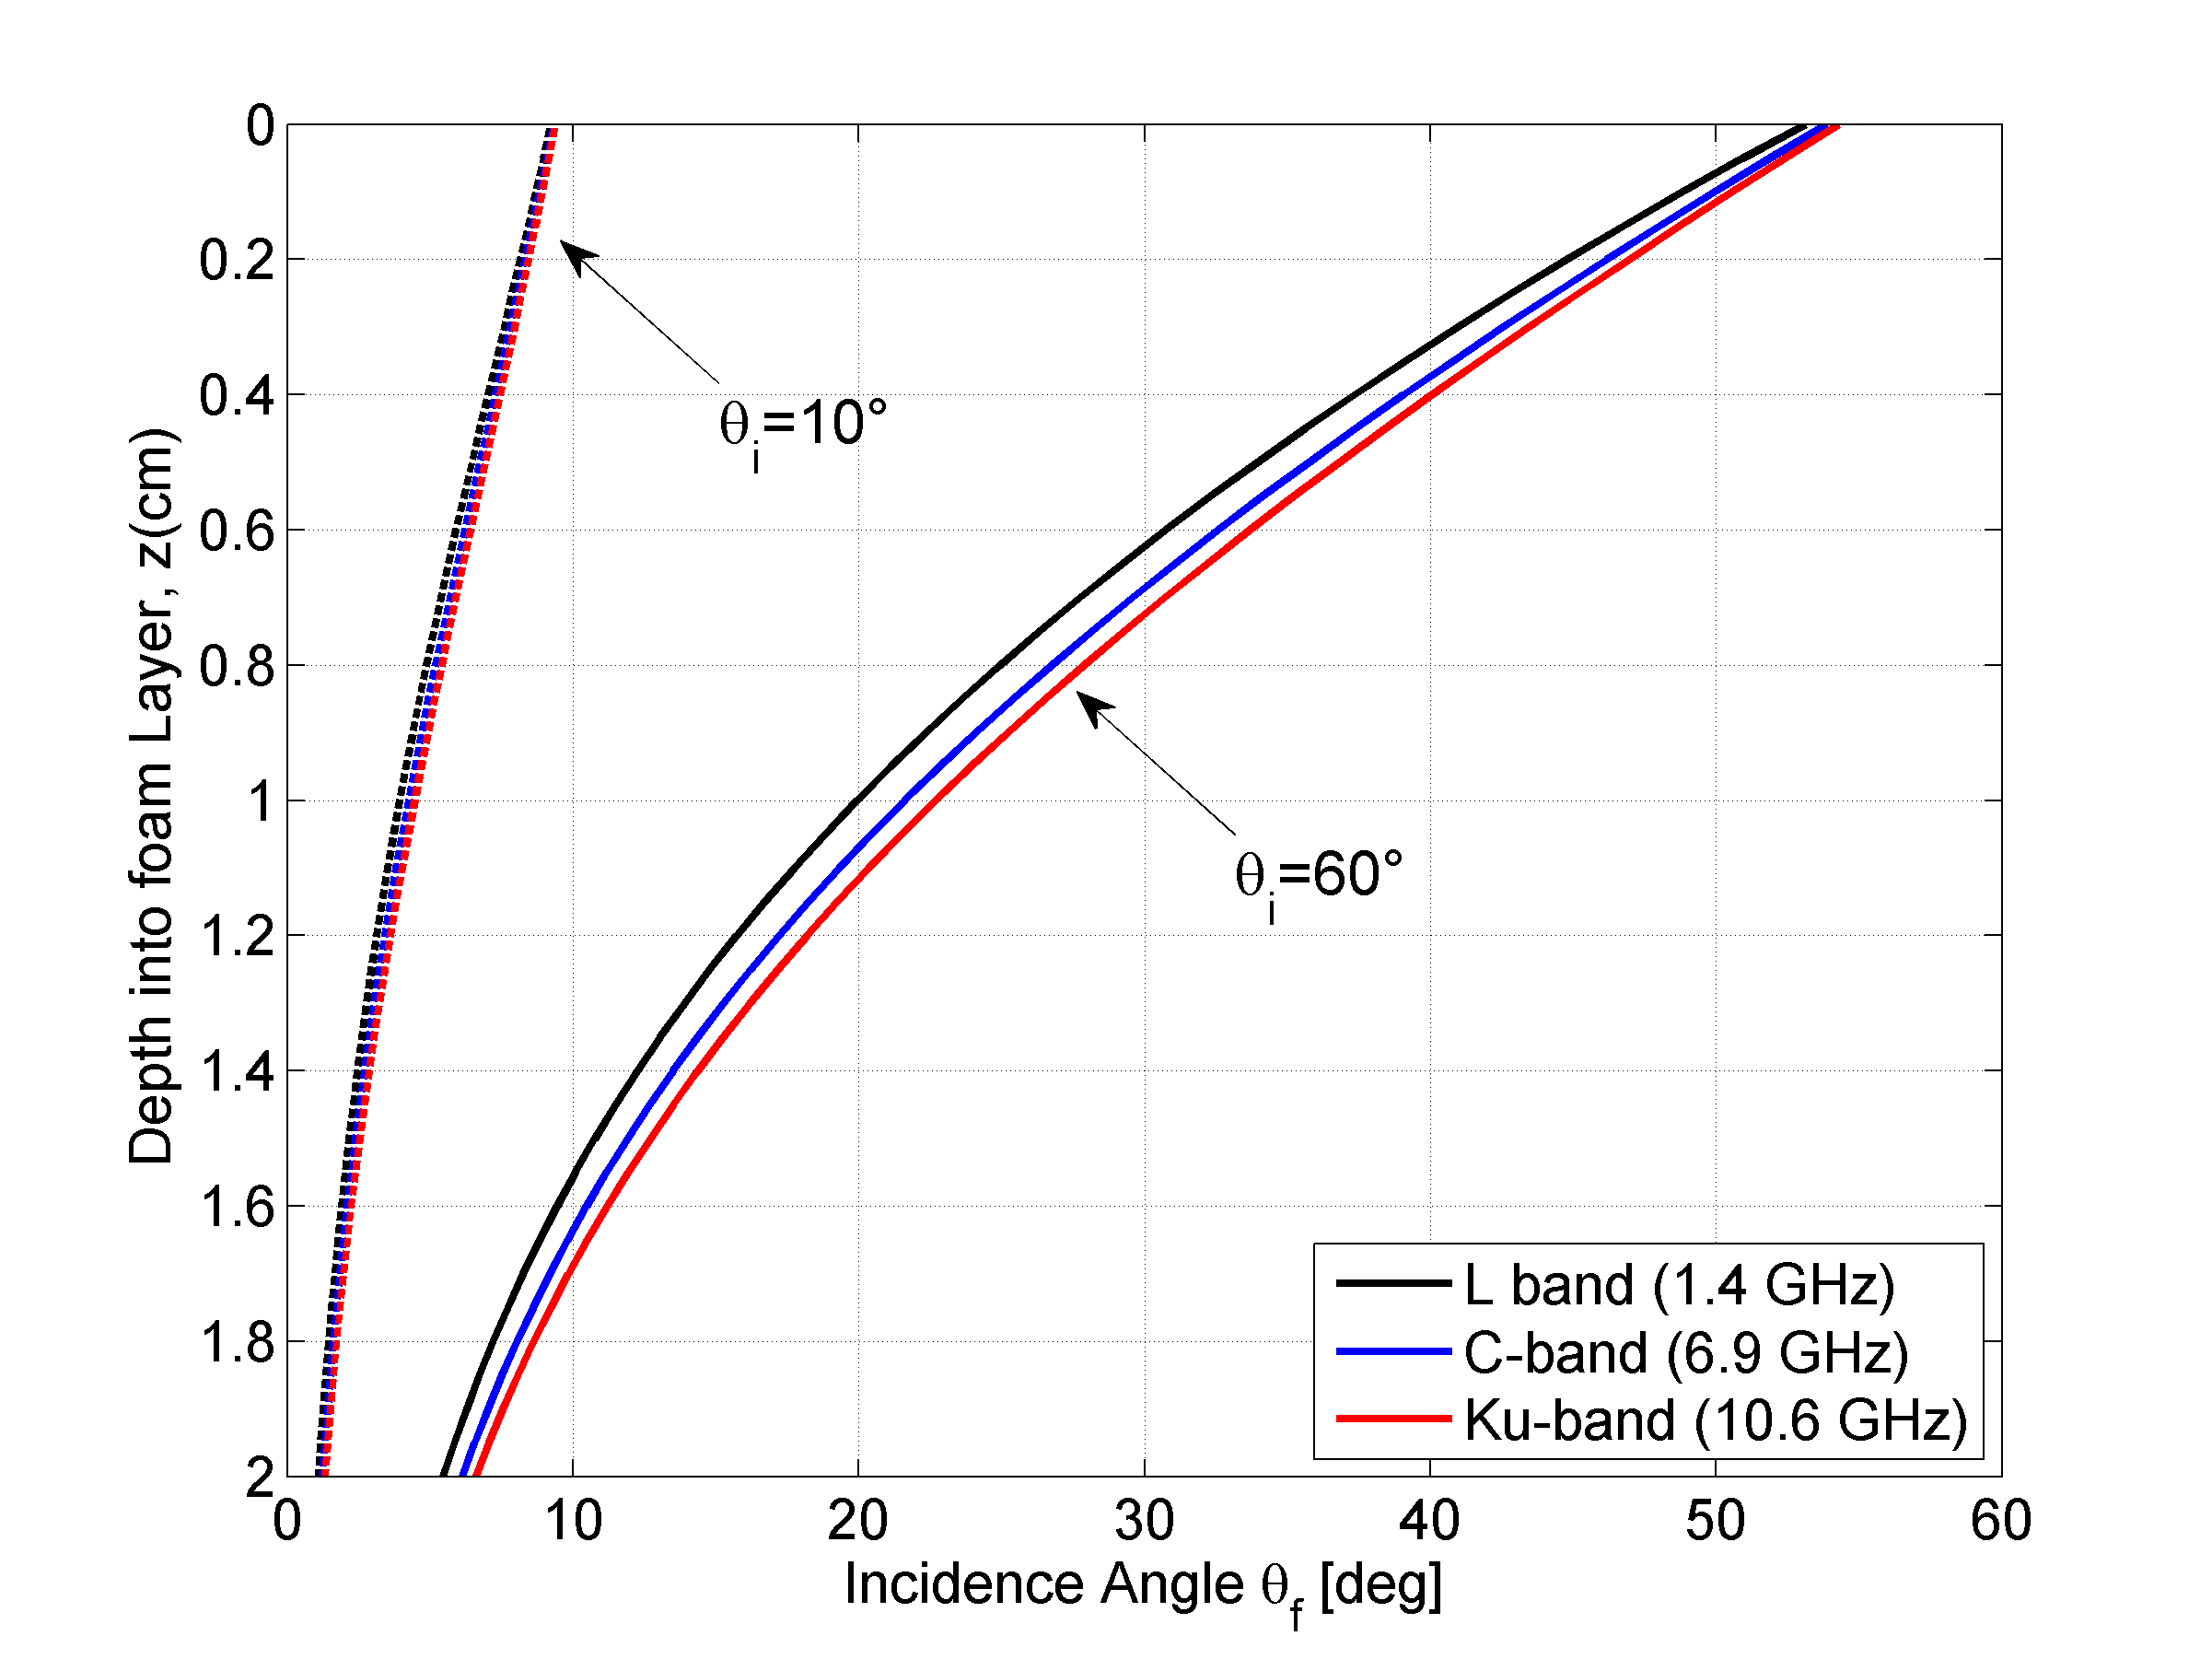 0
0.2
0.4
0.6
0.8
1
1.2
1.4
1.6
1.8
2
Depth into foam Layer, z(cm)
θi=10°
θi=60°
L band (1.4 GHz)
C-band (6.9 GHz)
Ku-band (10.6 GHz)
0 10 20 30 40 50 60
Incidence Angle θf [deg]